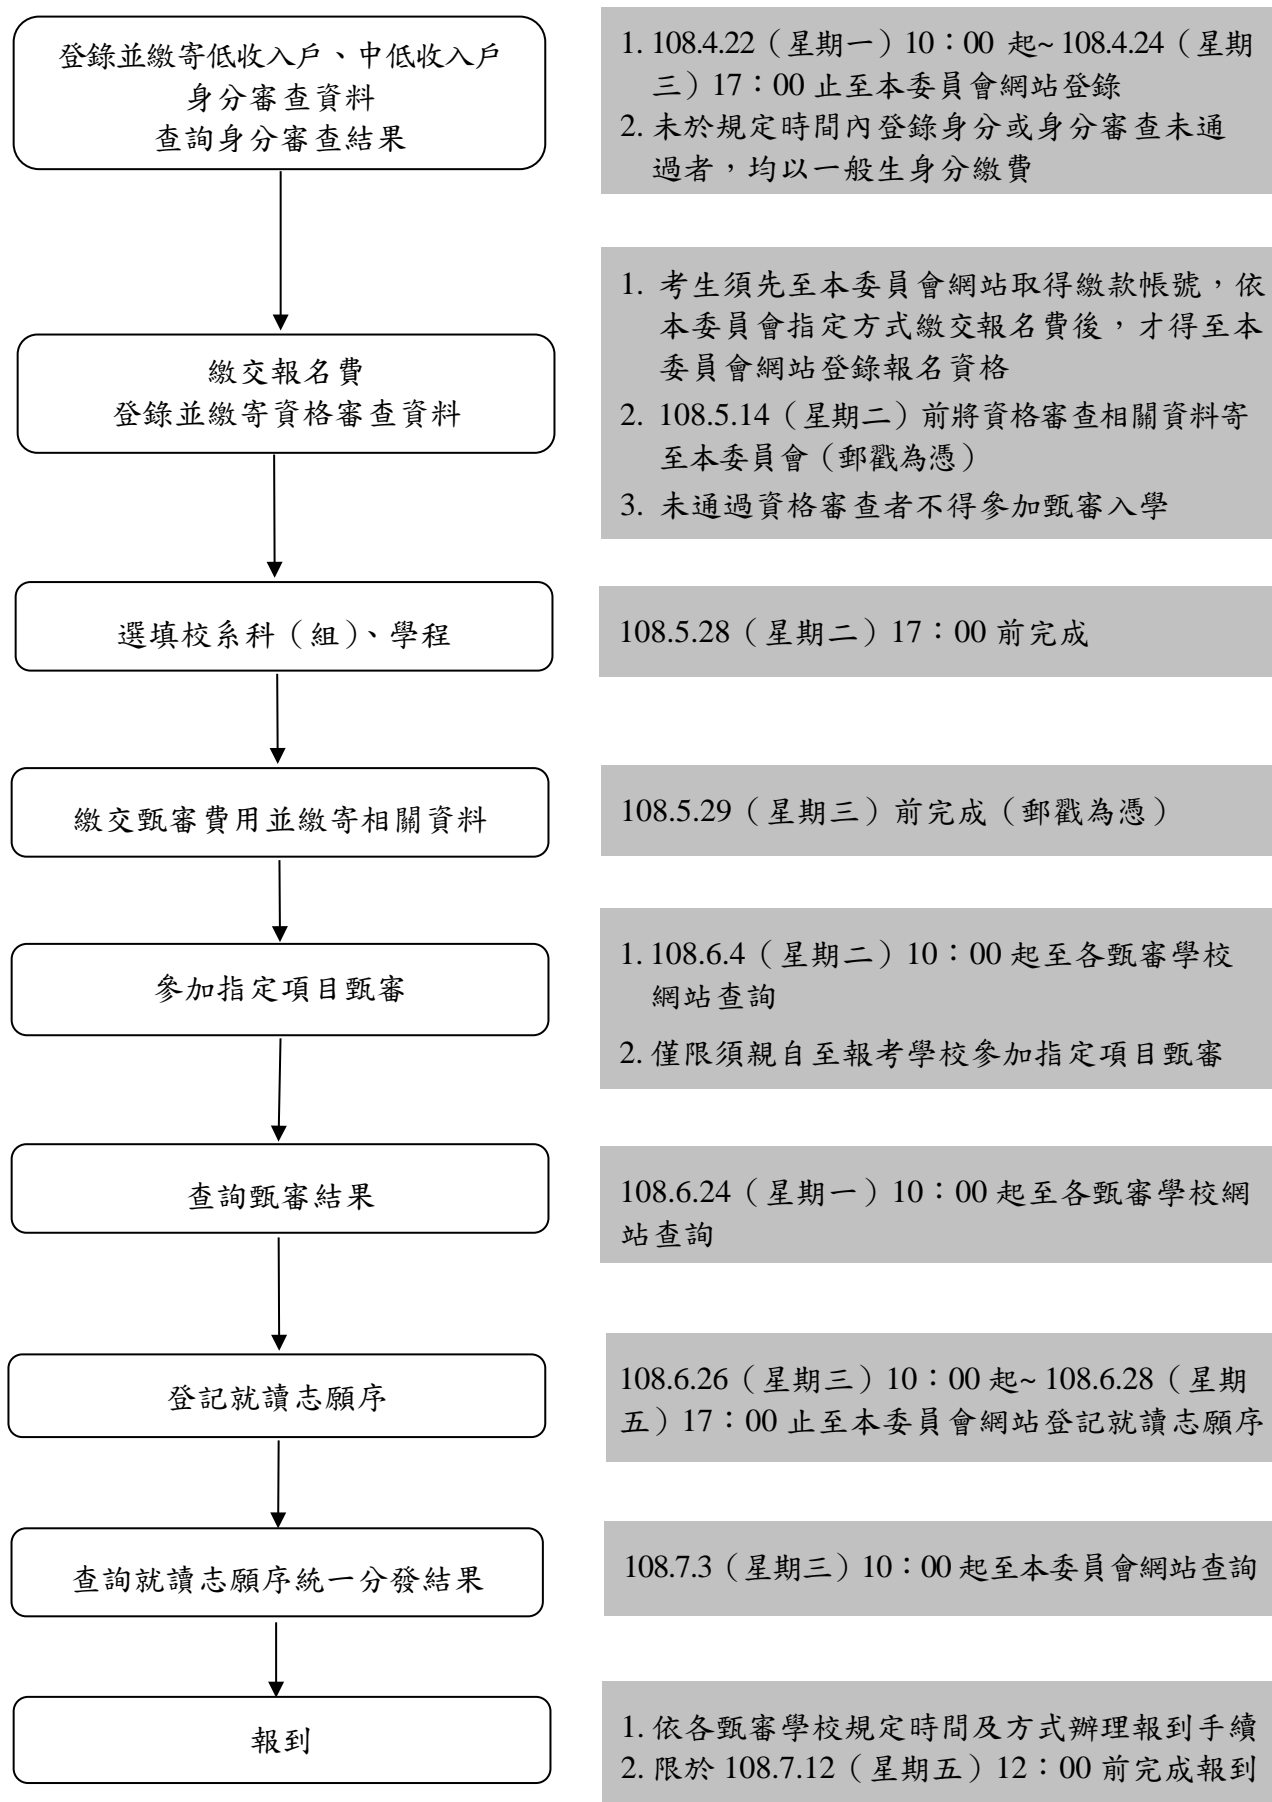 登錄並繳寄低收入戶、中低收入戶
身分審查資料
查詢身分審查結果
1. 108.4.22（星期一）10：00 起~ 108.4.24（星期
三）17：00 止至本委員會網站登錄
2. 未於規定時間內登錄身分或身分審查未通
過者，均以一般生身分繳費
繳交報名費
登錄並繳寄資格審查資料
1. 考生須先至本委員會網站取得繳款帳號，依
本委員會指定方式繳交報名費後，才得至本
委員會網站登錄報名資格
2. 108.5.14（星期二）前將資格審查相關資料寄
至本委員會（郵戳為憑）
3. 未通過資格審查者不得參加甄審入學
選填校系科（組）、學程
108.5.28（星期二）17：00 前完成
繳交甄審費用並繳寄相關資料
108.5.29（星期三）前完成（郵戳為憑）
參加指定項目甄審
1. 108.6.4（星期二）10：00 起至各甄審學校
網站查詢
2. 僅限須親自至報考學校參加指定項目甄審
查詢甄審結果
108.6.24（星期一）10：00 起至各甄審學校網
站查詢
登記就讀志願序
108.6.26（星期三）10：00 起~ 108.6.28（星期
五）17：00 止至本委員會網站登記就讀志願序
查詢就讀志願序統一分發結果
108.7.3（星期三）10：00 起至本委員會網站查詢
報到
1. 依各甄審學校規定時間及方式辦理報到手續
2. 限於 108.7.12（星期五）12：00 前完成報到